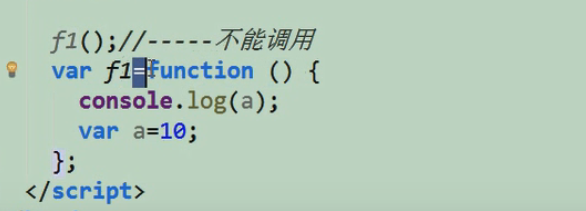 f1();//-----不能调用
var f1=function () {
console.log(a);
var a=10;
};
</script>